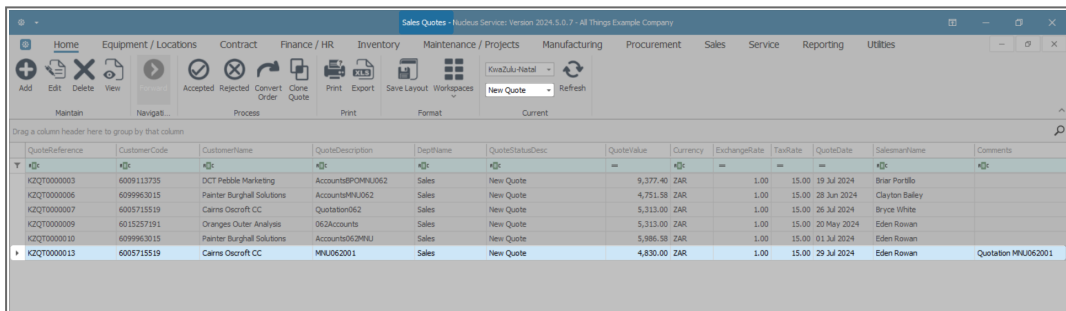 Sales Quotes - Nucleus Service: Version 2024.5.0.7 - All Things Example Company
Home Equipment / Locations Contract Finance / HR Inventory Maintenance / Projects Manufacturing Procurement Sales Service Reporting Utilities
Add Edit Delete View Forward Accepted Rejected Convert Order Clone Quote Print Export Save Layout Workspaces KwaZulu-Natal New Quote Refresh
Maintain Navigati... Process Print Format Current
Drag a column header here to group by that column
QuoteReference CustomerCode CustomerName QuoteDescription DeptName QuoteStatusDesc QuoteValue Currency ExchangeRate TaxRate QuoteDate SalesmanName Comments
KZQT0000003 6009113735 DCT Pebble Marketing AccountsBPOMNU062 Sales New Quote 9,377.40 ZAR 1.00 15.00 19 Jul 2024 Briar Portillo
KZQT0000006 6099963015 Painter Burghall Solutions AccountsMNU062 Sales New Quote 4,751.58 ZAR 1.00 15.00 28 Jun 2024 Clayton Bailey
KZQT0000007 6005715519 Cairns Oscroft CC Quotation062 Sales New Quote 5,313.00 ZAR 1.00 15.00 26 Jul 2024 Bryce White
KZQT0000009 6015257191 Oranges Outer Analysis 062Accounts Sales New Quote 5,313.00 ZAR 1.00 15.00 20 May 2024 Eden Rowan
KZQT0000010 6099963015 Painter Burghall Solutions Accounts062MNU Sales New Quote 5,986.58 ZAR 1.00 15.00 01 Jul 2024 Eden Rowan
KZQT0000013 6005715519 Cairns Oscroft CC MNU062001 Sales New Quote 4,830.00 ZAR 1.00 15.00 29 Jul 2024 Eden Rowan Quotation MNU062001